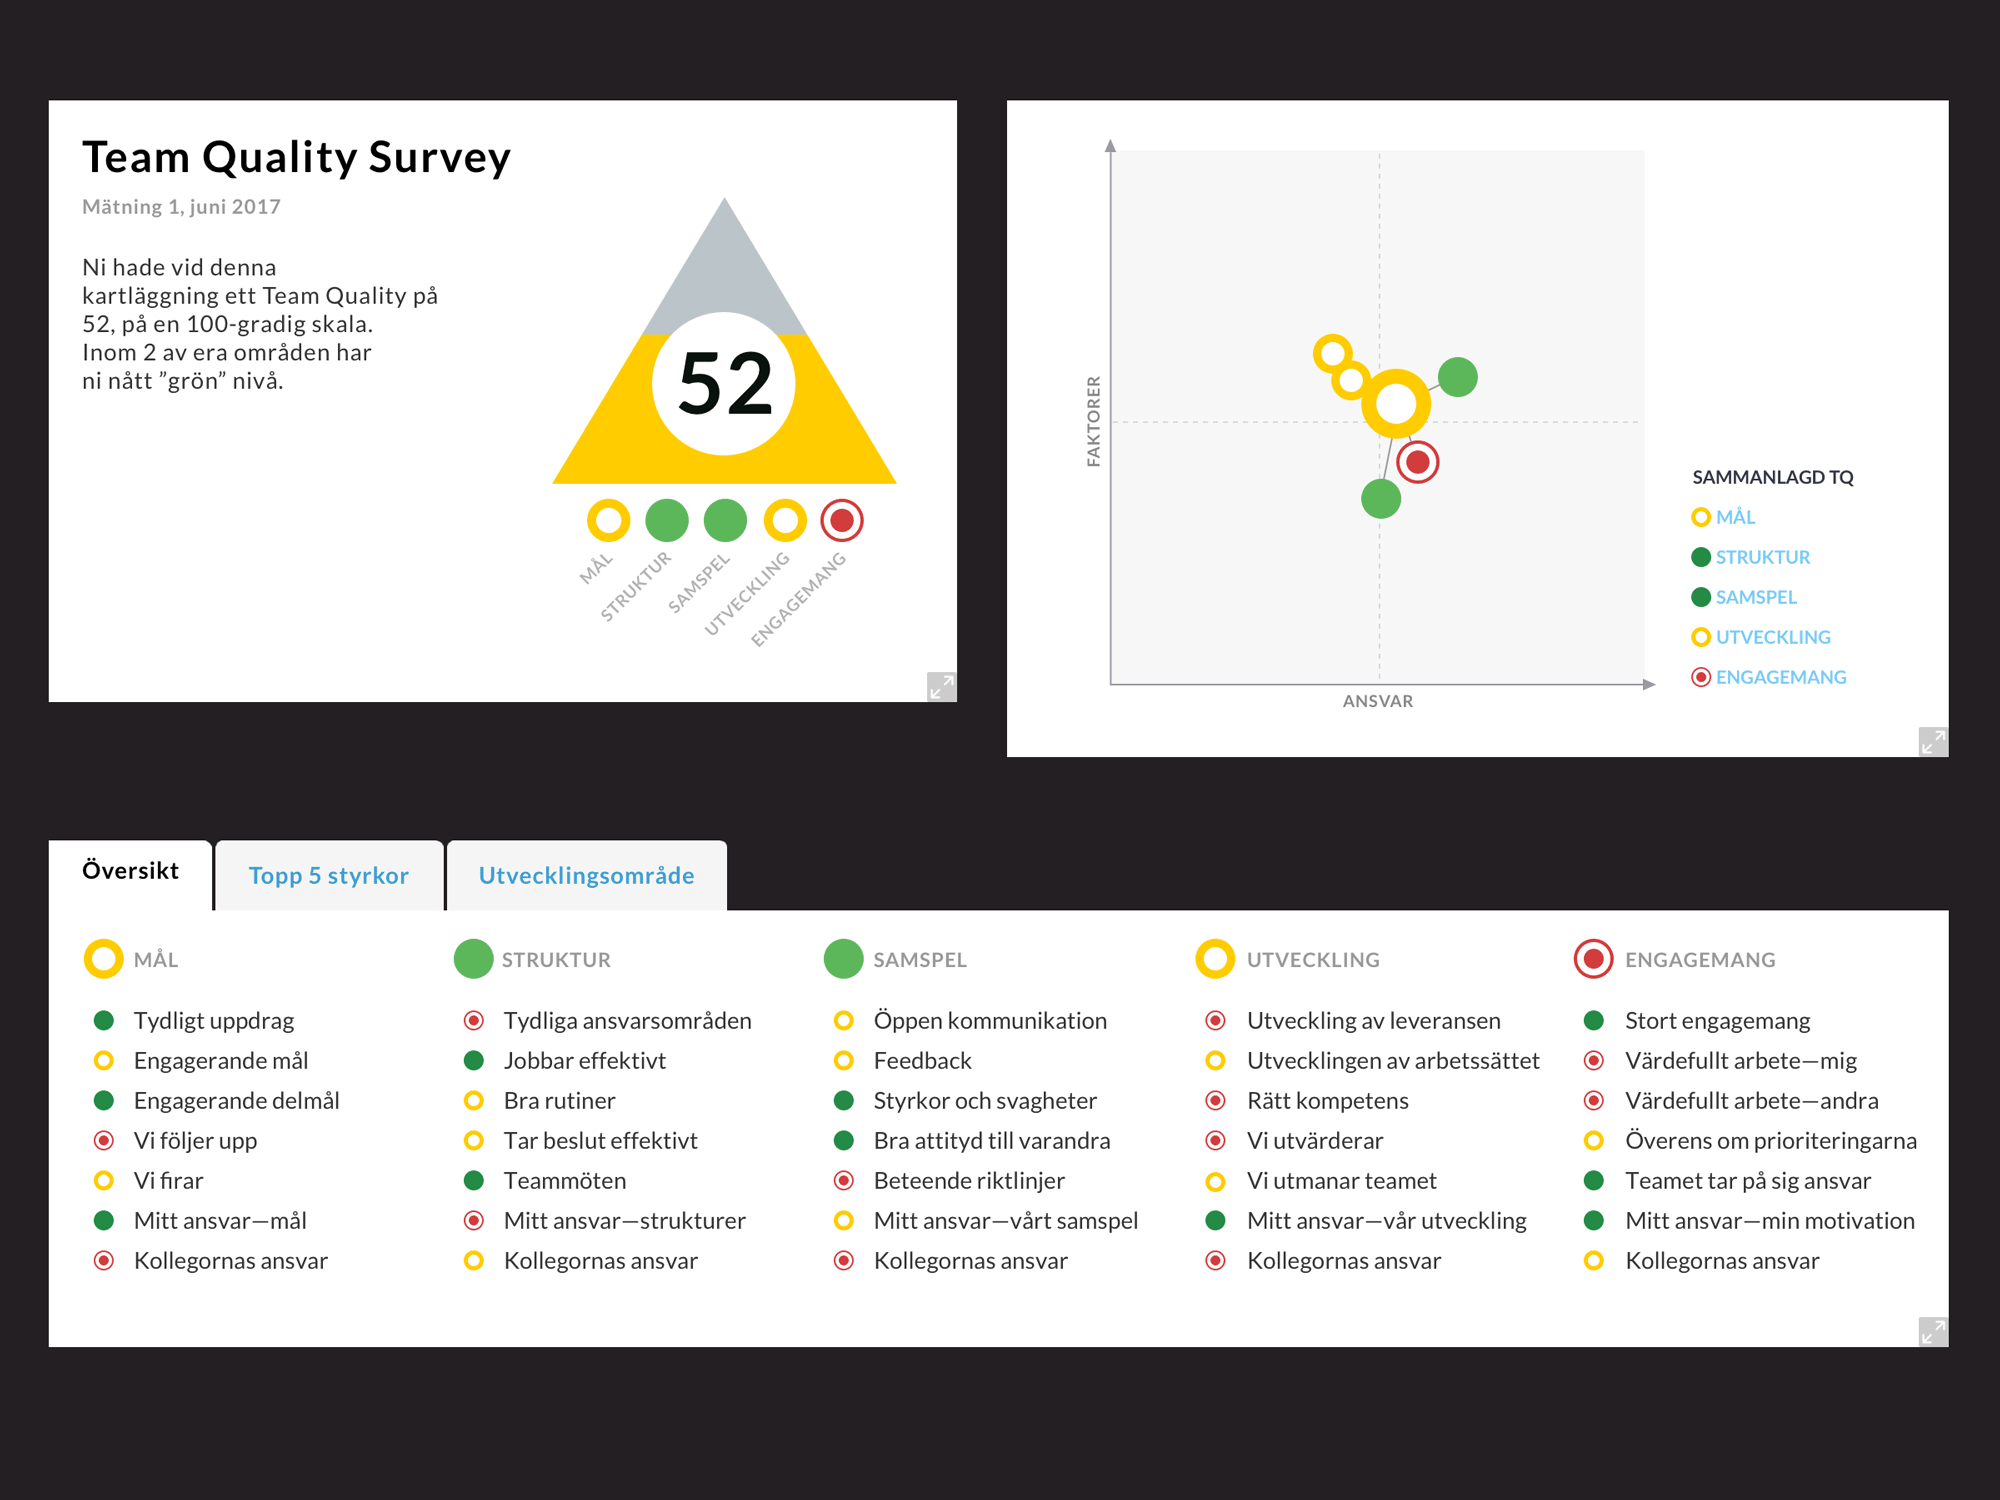 Team Quality Survey
Mätning 1, juni 2017
Ni hade vid denna
kartläggning ett Team Quality på
52, på en 100-gradig skala.
Inom 2 av era områden har
ni nått ”grön” nivå.
52
MÅL
STRUKTUR
SAMSPEL
UTVECKLING
ENGAGEMANG
FAKTORER
ANSVAR
SAMMANLAGD TQ
MÅL
STRUKTUR
SAMSPEL
UTVECKLING
ENGAGEMANG
Översikt
Topp 5 styrkor
Utvecklingsområde
MÅL
Tydligt uppdrag
Engagerande mål
Engagerande delmål
Vi följer upp
Vi firar
Mitt ansvar—mål
Kollegornas ansvar
STRUKTUR
Tydliga ansvarsområden
Jobbar effektivt
Bra rutiner
Tar beslut effektivt
Teammöten
Mitt ansvar—strukturer
Kollegornas ansvar
SAMSPEL
Öppen kommunikation
Feedback
Styrkor och svagheter
Bra attityd till varandra
Beteende riktlinjer
Mitt ansvar—vårt samspel
Kollegornas ansvar
UTVECKLING
Utveckling av leveransen
Utvecklingen av arbetssättet
Rätt kompetens
Vi utvärderar
Vi utmanar teamet
Mitt ansvar—vår utveckling
Kollegornas ansvar
ENGAGEMANG
Stort engagemang
Värdefullt arbete—mig
Värdefullt arbete—andra
Överens om prioriteringarna
Teamet tar på sig ansvar
Mitt ansvar—min motivation
Kollegornas ansvar